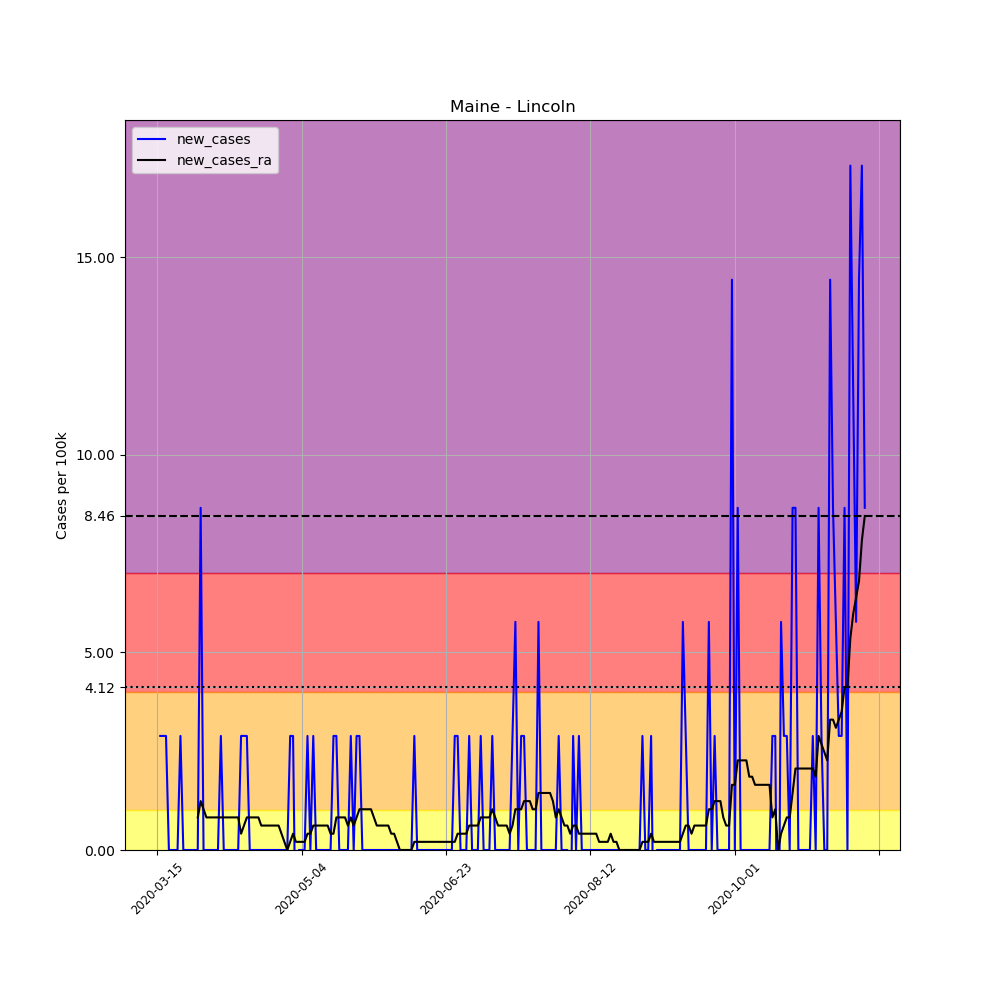 Maine - Lincoln
new_cases
new_cases_ra
Cases per 100k
15.00
10.00
8.46
5.00
4.12
0.00
2020-03-15
2020-05-04
2020-06-23
2020-08-12
2020-10-01